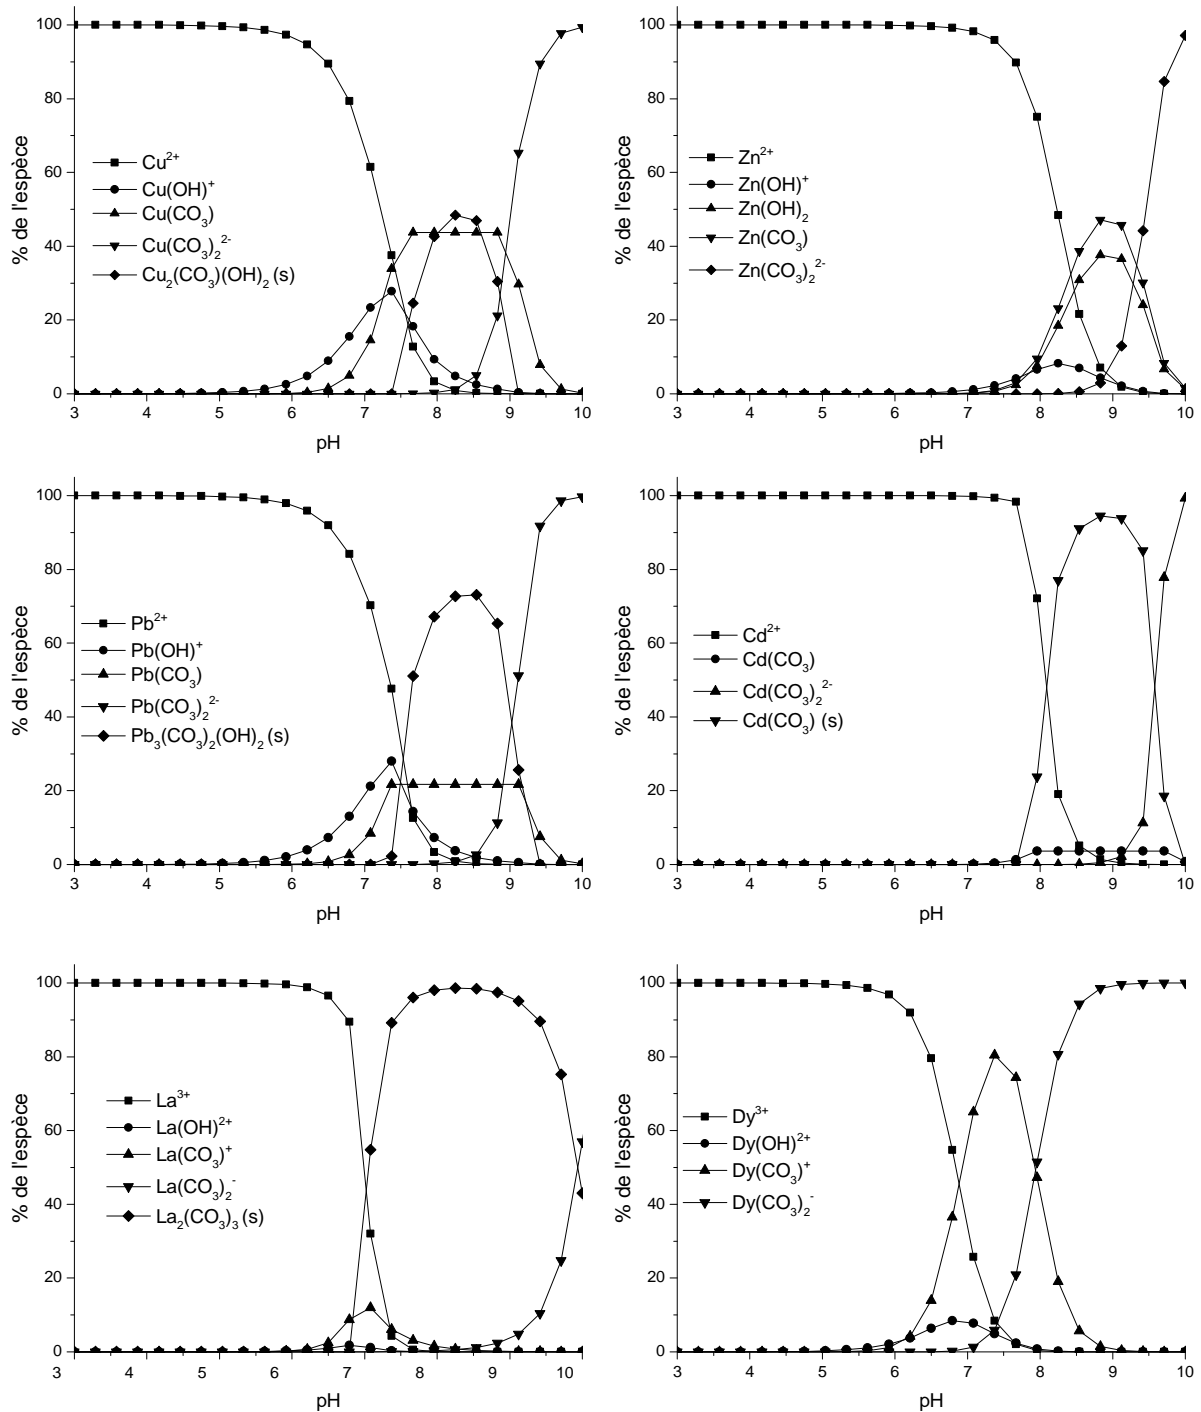 100
80
60
40
20
0
3 4 5 6 7 8 9 10
pH
% de l'espèce
Cu²⁺
Cu(OH)⁺
Cu(CO₃)
Cu(CO₃)₂²⁻
Cu₂(CO₃)(OH)₂ (s)
100
80
60
40
20
0
3 4 5 6 7 8 9 10
pH
% de l'espèce
Zn²⁺
Zn(OH)⁺
Zn(OH)₂
Zn(CO₃)
Zn(CO₃)₂²⁻
100
80
60
40
20
0
3 4 5 6 7 8 9 10
pH
% de l'espèce
Pb²⁺
Pb(OH)⁺
Pb(CO₃)
Pb(CO₃)₂²⁻
Pb₃(CO₃)₂(OH)₂ (s)
100
80
60
40
20
0
3 4 5 6 7 8 9 10
pH
% de l'espèce
Cd²⁺
Cd(CO₃)
Cd(CO₃)₂²⁻
Cd(CO₃) (s)
100
80
60
40
20
0
3 4 5 6 7 8 9 10
pH
% de l'espèce
La³⁺
La(OH)²⁺
La(CO₃)⁺
La(CO₃)₂⁻
La₂(CO₃)₃ (s)
100
80
60
40
20
0
3 4 5 6 7 8 9 10
pH
% de l'espèce
Dy³⁺
Dy(OH)²⁺
Dy(CO₃)⁺
Dy(CO₃)₂⁻